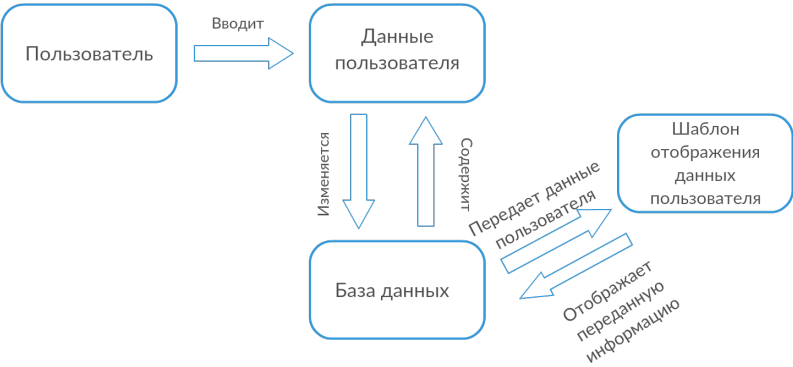 Пользователь
Вводит
Данные
пользователя
Изменяется
Содержит
Передает данные
пользователя
Шаблон
отображения
данных
пользователя
База данных
Отображает
переданную
информацию